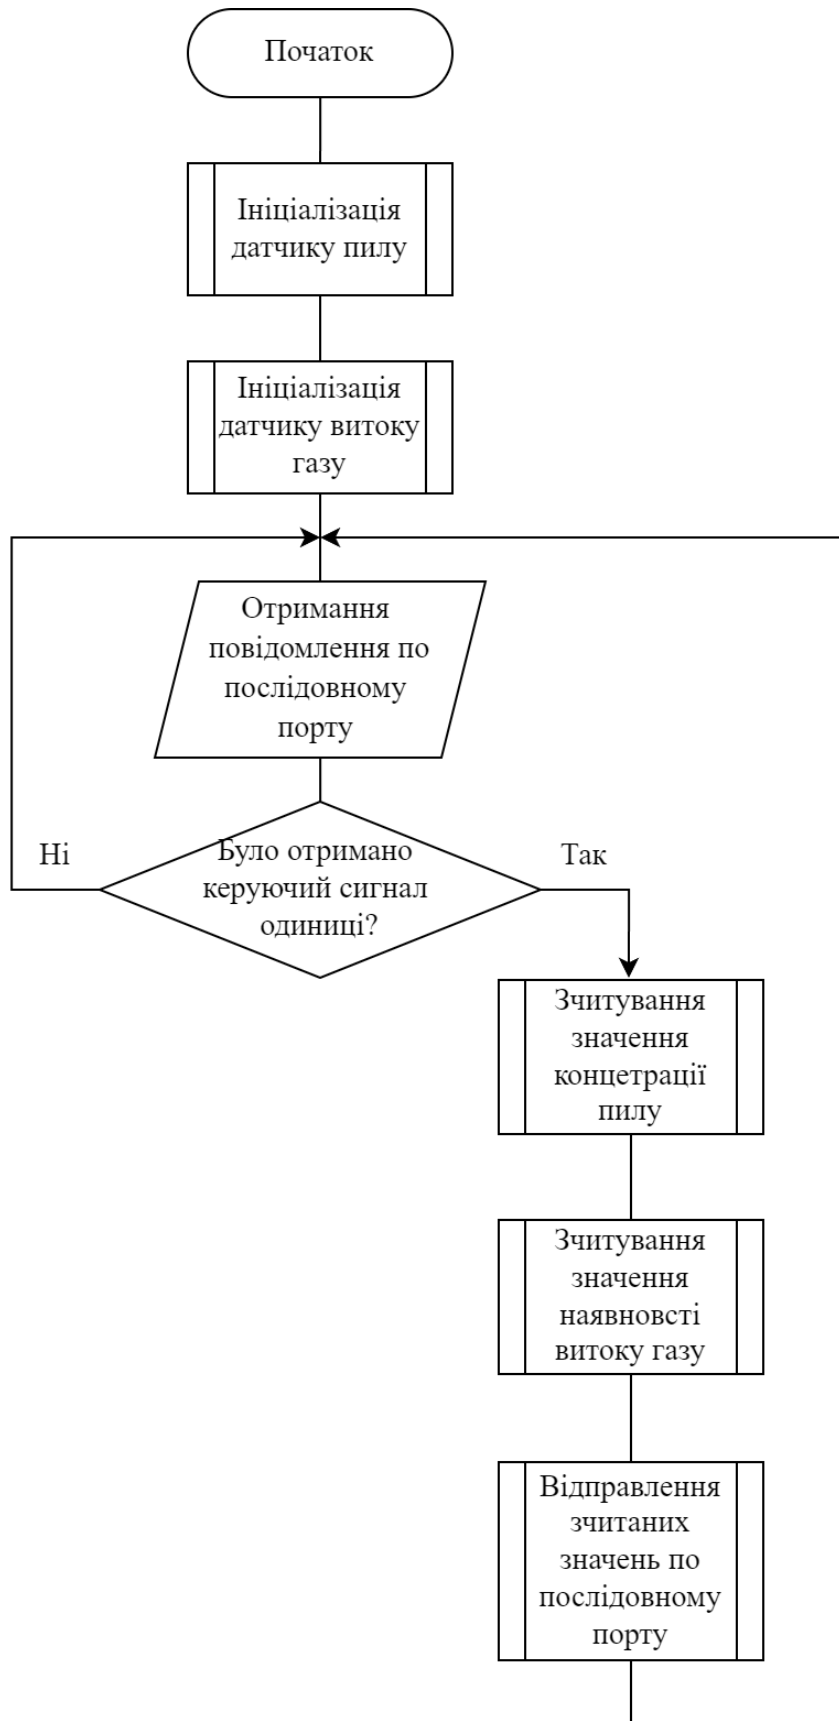 Початок
Ініціалізація
датчику пилу
Ініціалізація
датчику витоку
газу
Отримання
повідомлення по
послідовному
порту
Ні
Було отримано
керуючий сигнал
одиниці?
Так
Зчитування
значення
концетрації
пилу
Зчитування
значення
наявновсті
витоку газу
Відправлення
зчитаних
значень по
послідовному
порту